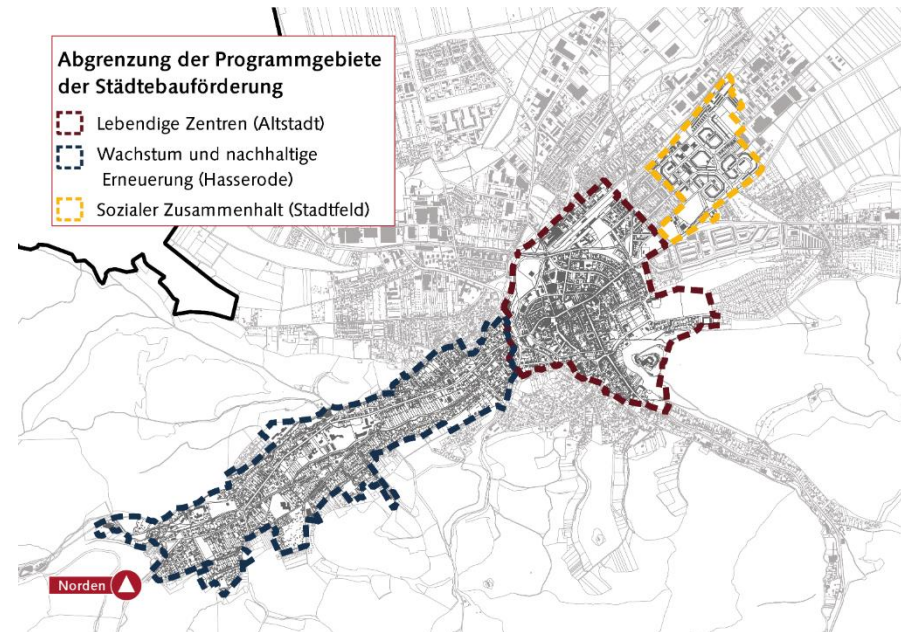 Abgrenzung der Programmgebiete
der Städtebauförderung
Lebendige Zentren (Altstadt)
Wachstum und nachhaltige
Erneuerung (Hasserode)
Sozialer Zusammenhalt (Stadtfeld)
Norden